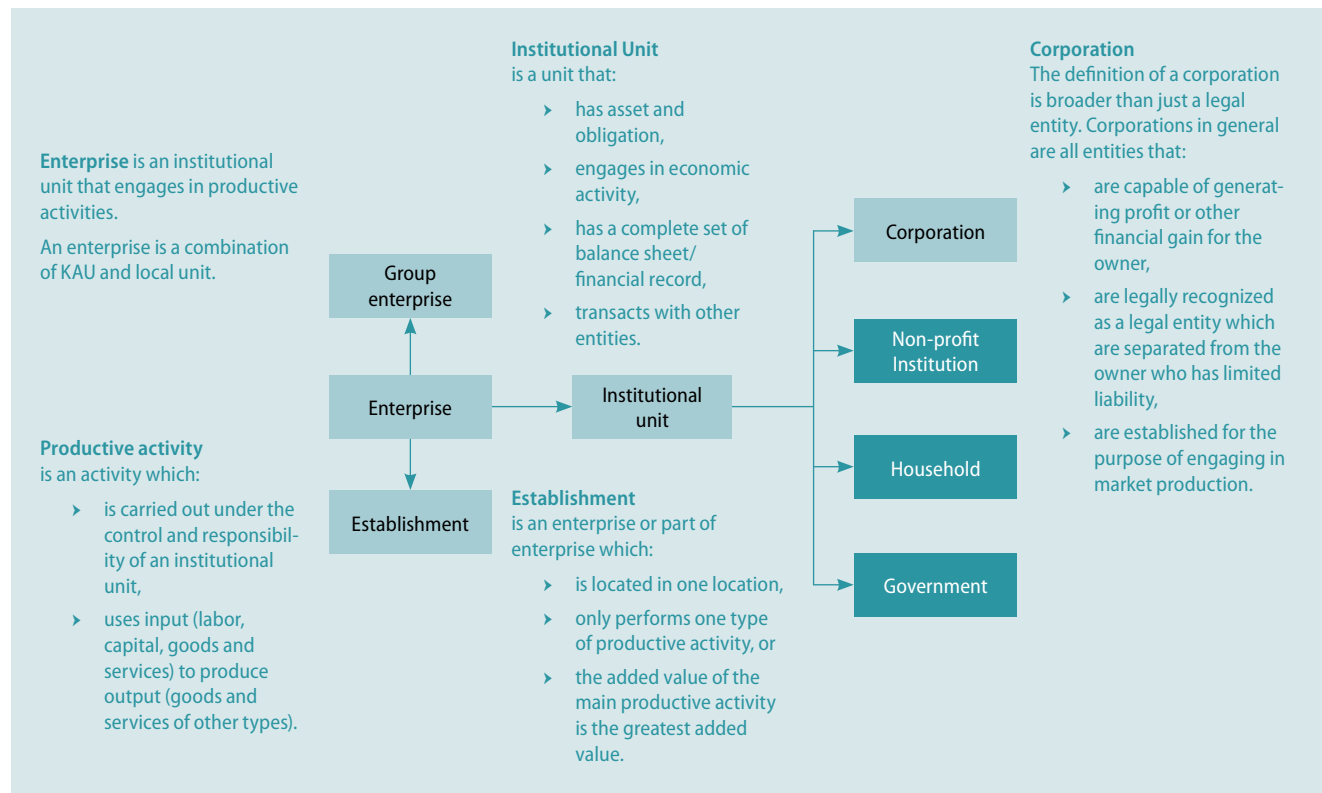 Enterprise is an institutional
unit that engages in productive
activities.
An enterprise is a combination
of KAU and local unit.
Productive activity
is an activity which:
› is carried out under the
control and responsibil-
ity of an institutional
unit,
› uses input (labor,
capital, goods and
services) to produce
output (goods and
services of other types).
Group
enterprise
Enterprise
Establishment
Institutional Unit
is a unit that:
› has asset and
obligation,
› engages in economic
activity,
› has a complete set of
balance sheet/
financial record,
› transacts with other
entities.
Institutional
unit
Establishment
is an enterprise or part of
enterprise which:
› is located in one location,
› only performs one type
of productive activity, or
› the added value of the
main productive activity
is the greatest added
value.
Corporation
Non-profit
Institution
Household
Government
Corporation
The definition of a corporation
is broader than just a legal
entity. Corporations in general
are all entities that:
› are capable of generat-
ing profit or other
financial gain for the
owner,
› are legally recognized
as a legal entity which
are separated from the
owner who has limited
liability,
› are established for the
purpose of engaging in
market production.